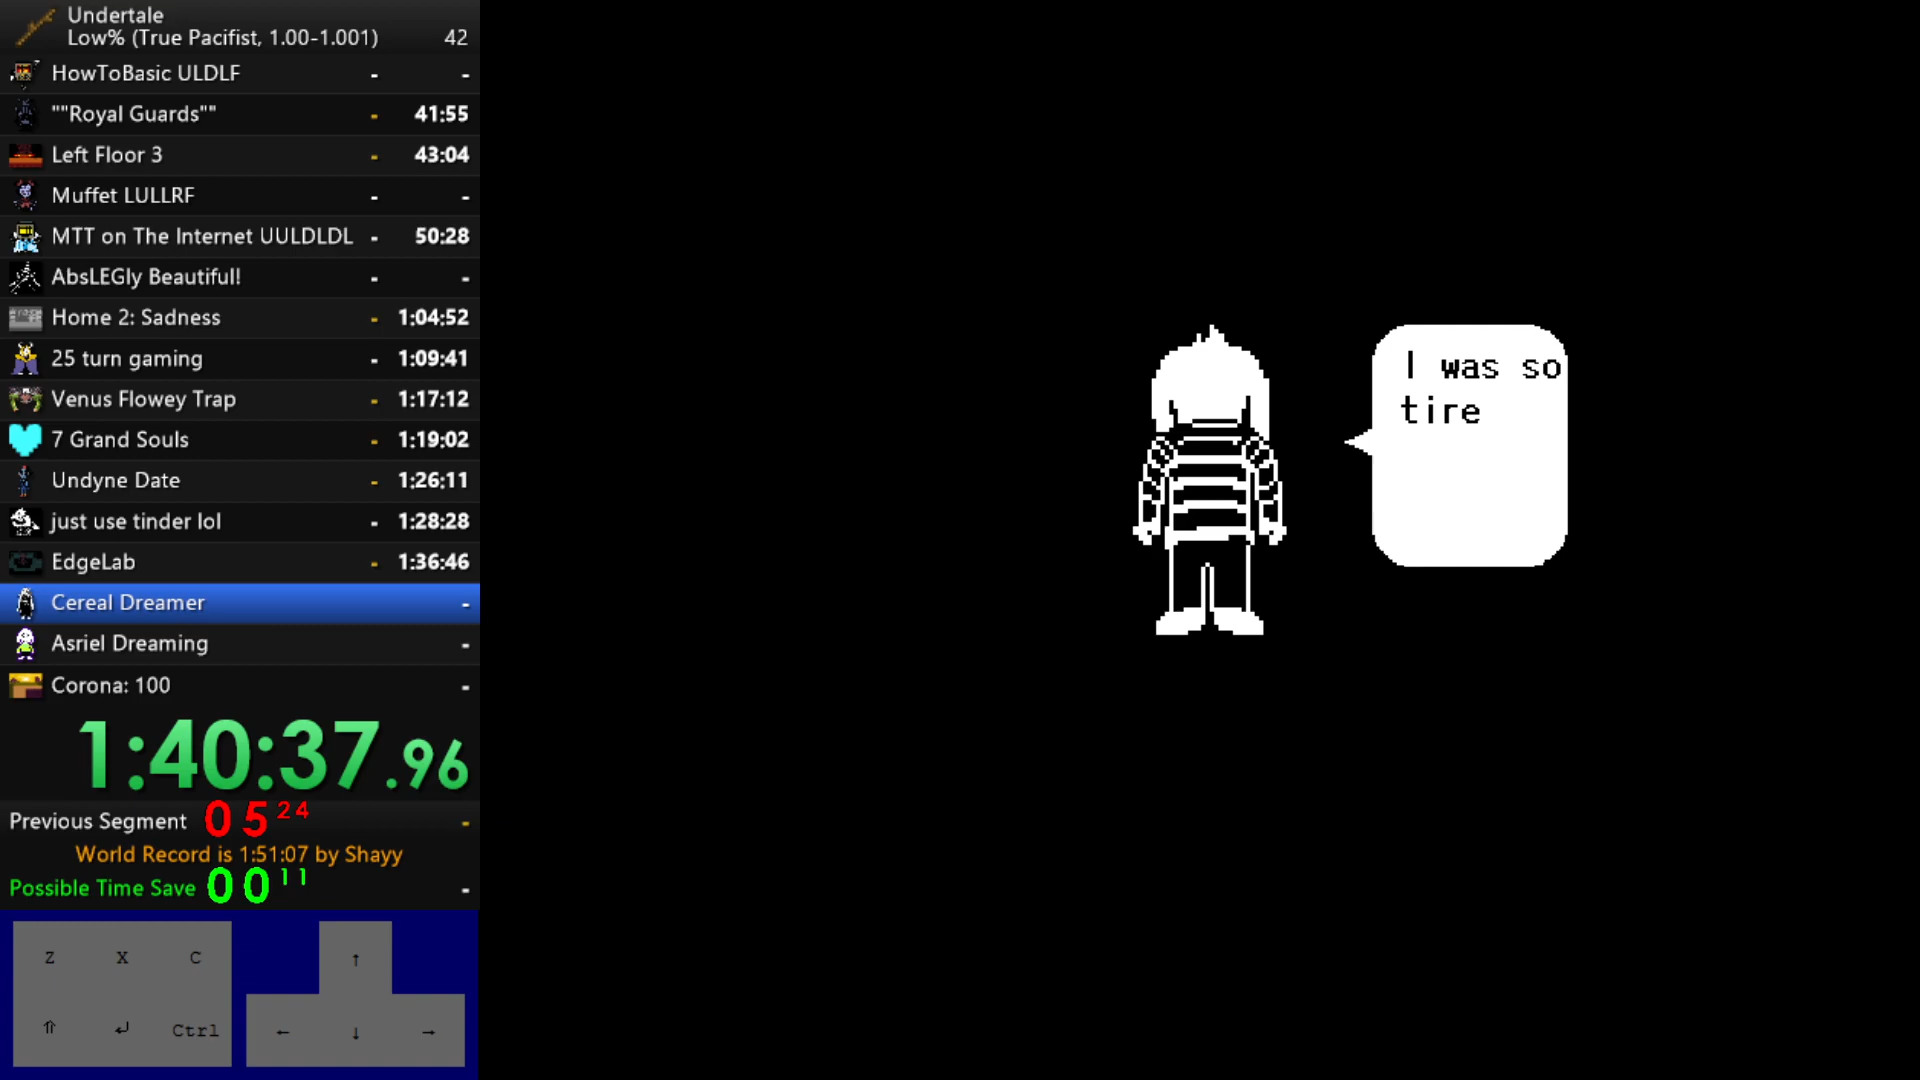 Undertale
Low% (True Pacifist, 1.00-1.001) 42
HowToBasic ULDLF - -
""Royal Guards"" - 41:55
Left Floor 3 - 43:04
Muffet LULLRF - -
MTT on The Internet UULDLDL - 50:28
AbsLEGly Beautiful! - -
Home 2: Sadness - 1:04:52
25 turn gaming - 1:09:41
Venus Flowey Trap - 1:17:12
7 Grand Souls - 1:19:02
Undyne Date - 1:26:11
just use tinder lol - 1:28:28
EdgeLab - 1:36:46
Cereal Dreamer -
Asriel Dreaming -
Corona: 100 -
1:40:37.96
Previous Segment 05 24 -
World Record is 1:51:07 by Shayy
Possible Time Save 00 11 -
Z X C ↑
⇧ ↵ Ctrl ← ↓ →
I was so
tire